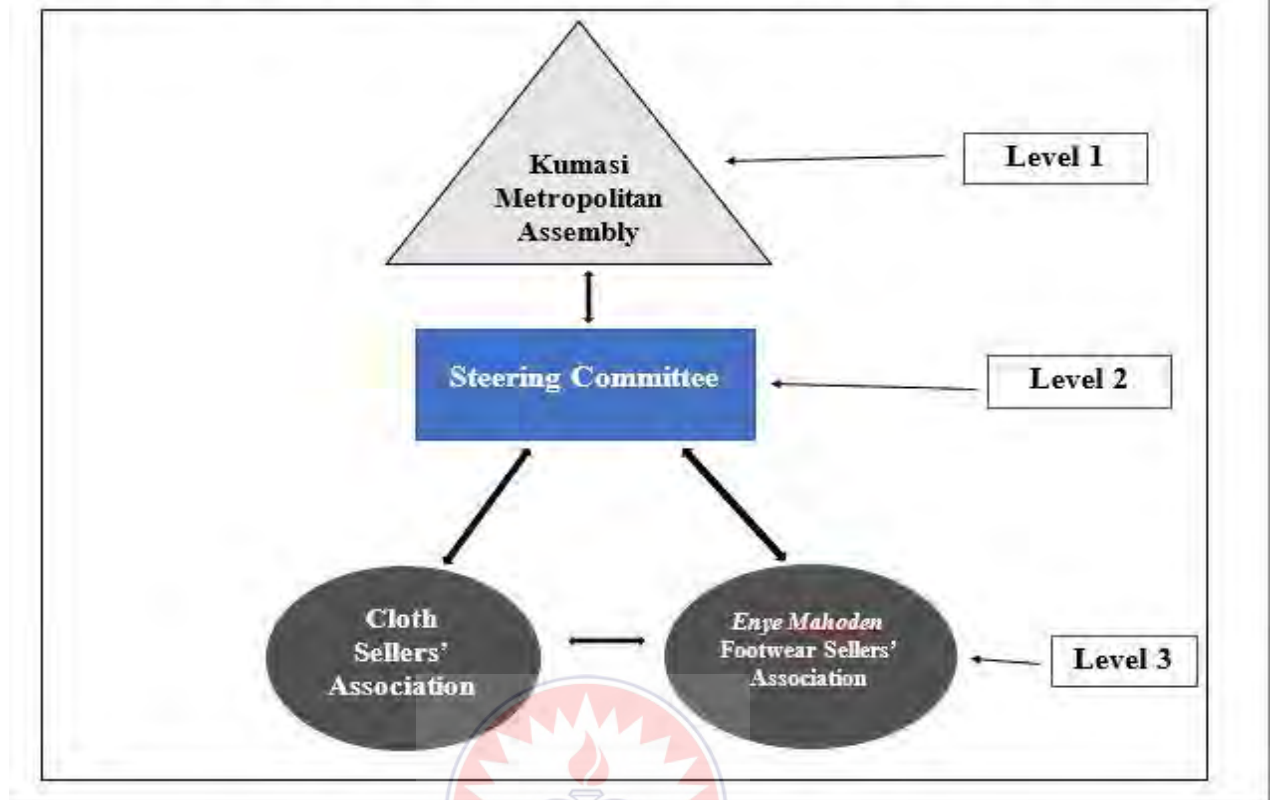 Kumasi
Metropolitan
Assembly
Level 1
Steering Committee
Level 2
Cloth
Sellers’
Association
Enye Mahoden
Footwear Sellers’
Association
Level 3